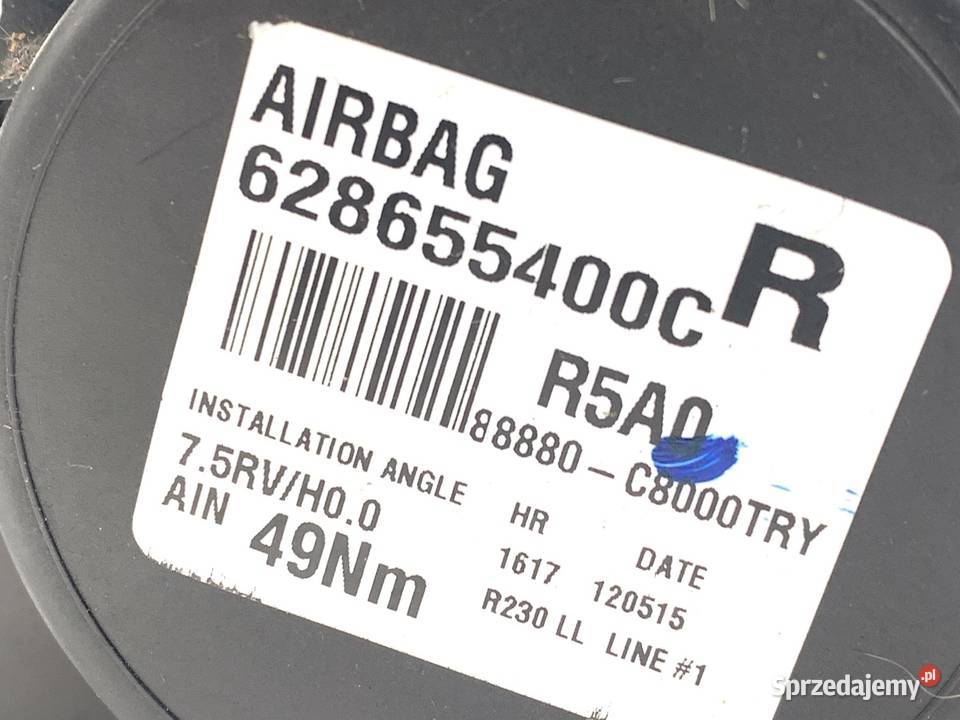 AIRBAG
628655400C
R
R5A0
88880-C8000TRY
INSTALLATION ANGLE
7.5RV/H0.0
AIN
49Nm
HR
1617
DATE
120515
R230 LL LINE #1
Sprzedajemy.pl